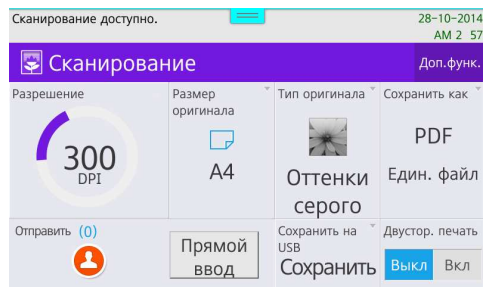 Сканирование доступно.
28-10-2014
AM 2 57
Сканирование
Доп.функ.
Разрешение
300
DPI
Размер
оригинала
A4
Тип оригинала
Оттенки
серого
Сохранить как
PDF
Един. файл
Отправить (0)
Прямой
ввод
Сохранить на
USB
Сохранить
Двустор. печать
Выкл Вкл